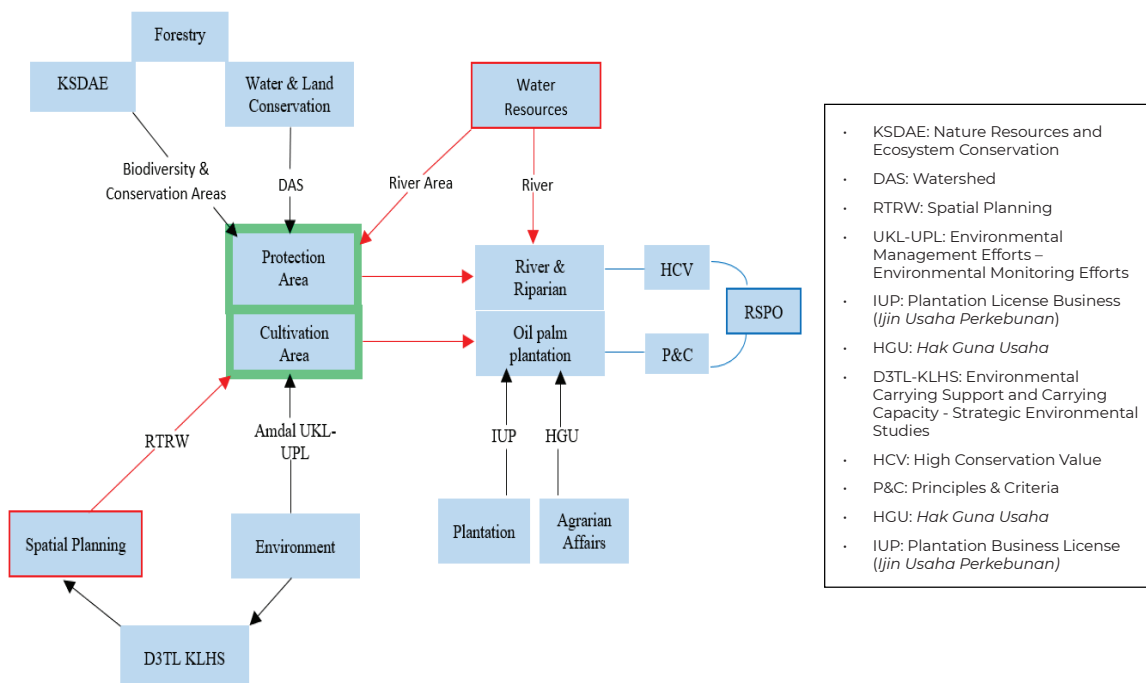 Forestry
KSDAE
Water & Land
Conservation
Water
Resources
Biodiversity &
Conservation Areas
DAS
River Area
River
Protection
Area
River &
Riparian
HCV
RSPO
Cultivation
Area
Oil palm
plantation
P&C
RTRW
Amdal UKL-
UPL
IUP
HGU
Spatial Planning
Environment
Plantation
Agrarian
Affairs
D3TL KLHS
• KSDAE: Nature Resources and
Ecosystem Conservation
• DAS: Watershed
• RTRW: Spatial Planning
• UKL-UPL: Environmental
Management Efforts –
Environmental Monitoring Efforts
• IUP: Plantation License Business
(Ijin Usaha Perkebunan)
• HGU: Hak Guna Usaha
• D3TL-KLHS: Environmental
Carrying Support and Carrying
Capacity - Strategic Environmental
Studies
• HCV: High Conservation Value
• P&C: Principles & Criteria
• HGU: Hak Guna Usaha
• IUP: Plantation Business License
(Ijin Usaha Perkebunan)